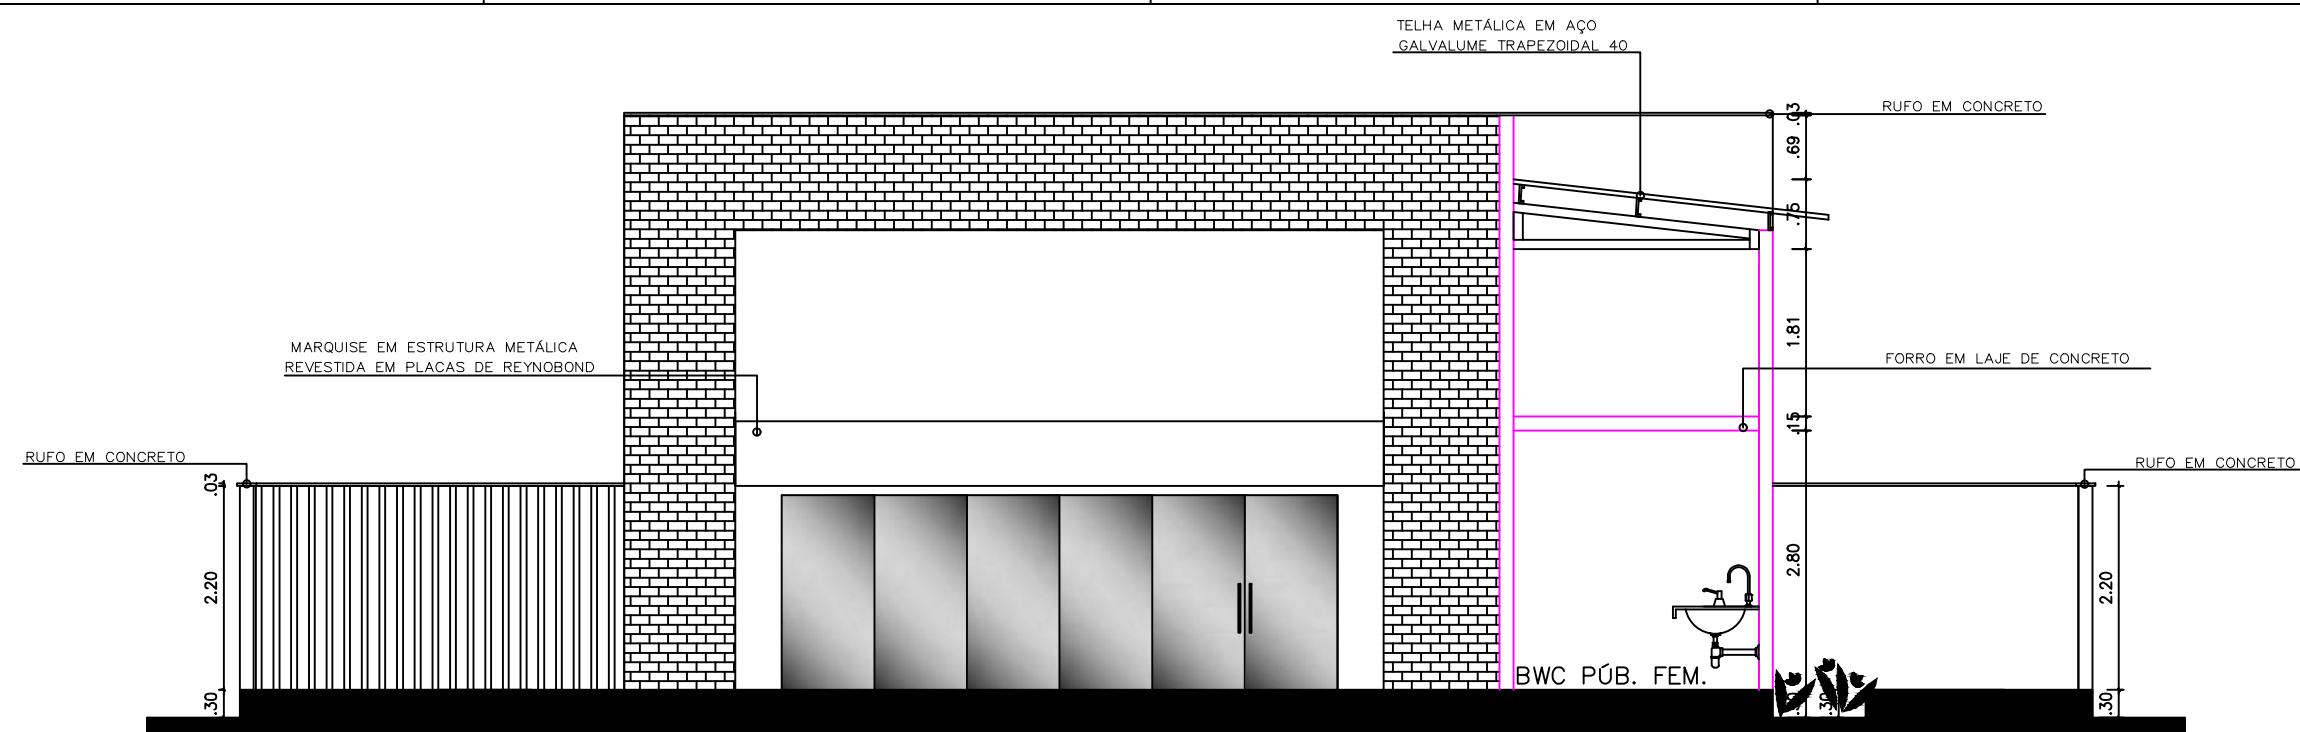 TELHA METÁLICA EM AÇO
GALVALUME TRAPEZOIDAL 40
RUFO EM CONCRETO
.03
.69
.76
1.81
.15
2.80
MARQUISE EM ESTRUTURA METÁLICA
REVESTIDA EM PLACAS DE REYNOBOND
FORRO EM LAJE DE CONCRETO
RUFO EM CONCRETO
.03
2.20
.30
RUFO EM CONCRETO
2.20
.30
BWC PÚB. FEM.
.30